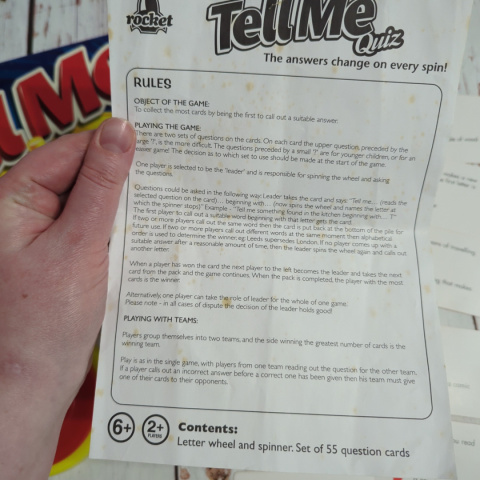 rocket
Tell Me
Quiz
The answers change on every spin!
RULES
OBJECT OF THE GAME:
To collect the most cards by being the first to call out a suitable answer.
PLAYING THE GAME:
There are two sets of questions on the cards. On each card the upper question, preceded by the
large '?', is the more difficult. The questions preceded by a small '?' are for younger children, or for an
easier game! The decision as to which set to use should be made at the start of the game.
One player is selected to be the 'leader' and is responsible for spinning the wheel and asking
the questions.
Questions could be asked in the following way: Leader takes the card and says: "Tell me... (reads the
selected question on the card)... beginning with... (now spins the wheel and names the letter at
which the spinner stops)." Example - "Tell me something found in the kitchen beginning with...
The first player to call out a suitable word beginning with that letter gets the card.
If two or more players call out the same word then the card is put back at the bottom of the pile for
future use. If two or more players call out different words at the same moment then alphabetical
order is used to determine the winner, eg Leeds supersedes London. If no player comes up with a
suitable answer after a reasonable amount of time, then the leader spins the wheel again and calls out
another letter.
When a player has won the card the next player to the left becomes the leader and takes the next
card from the pack and the game continues. When the pack is completed, the player with the most
cards is the winner.
Alternatively, one player can take the role of leader for the whole of one game.
Please note - in all cases of dispute the decision of the leader holds good!
PLAYING WITH TEAMS:
Players group themselves into two teams, and the side winning the greatest number of cards is the
winning team.
Play is as in the single game, with players from one team reading out the question for the other team.
If a player calls out an incorrect answer before a correct one has been given then his team must give
one of their cards to their opponents.
6+
2+
PLAYERS
Contents:
Letter wheel and spinner. Set of 55 question cards